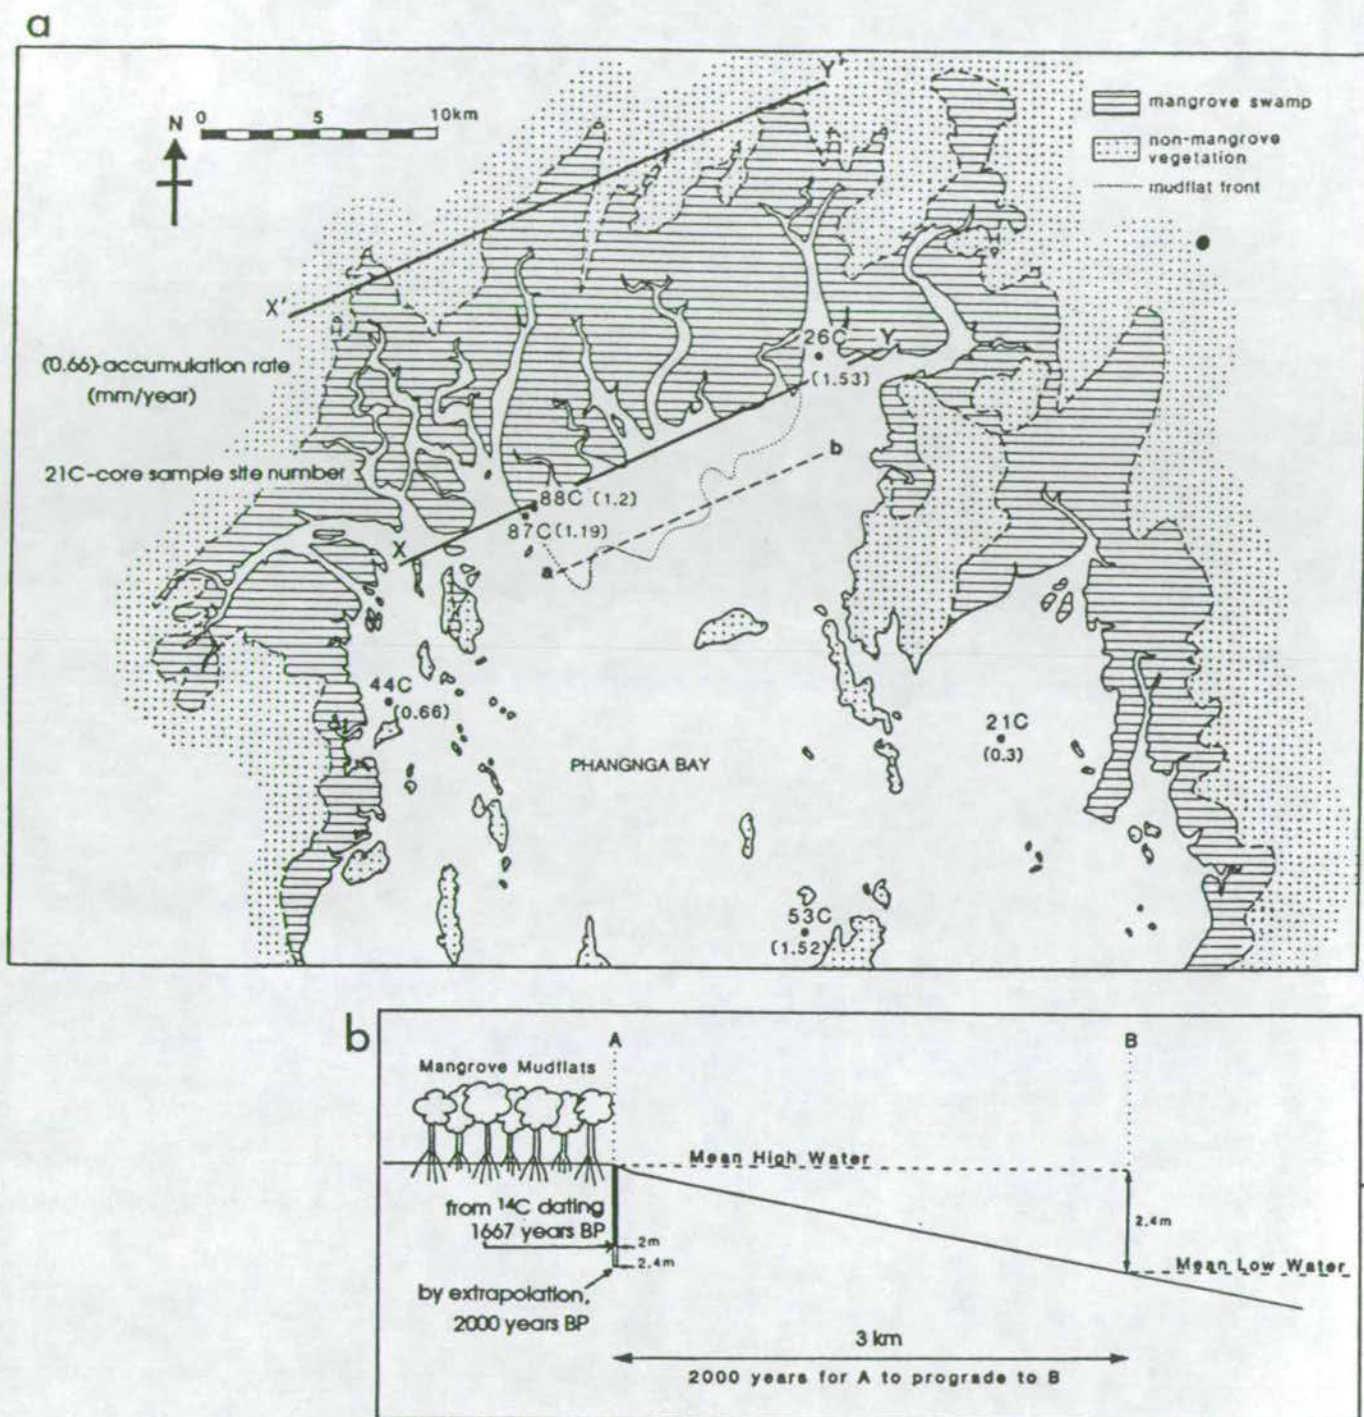 a
Y'
N
0 5 10km
mangrove swamp
non-mangrove
vegetation
mudflat front
X'
(0.66)-accumulation rate
(mm/year)
26C
Y
(1.53)
21C-core sample site number
b
88C (1.2)
87C (1.19)
X
a
44C
(0.66)
21C
(0.3)
PHANGNGA BAY
53C
(1.52)
b
A
B
Mangrove Mudflats
Mean High Water
from 14C dating
1667 years BP
2m
2.4m
2.4m
Mean Low Water
by extrapolation,
2000 years BP
3 km
2000 years for A to prograde to B